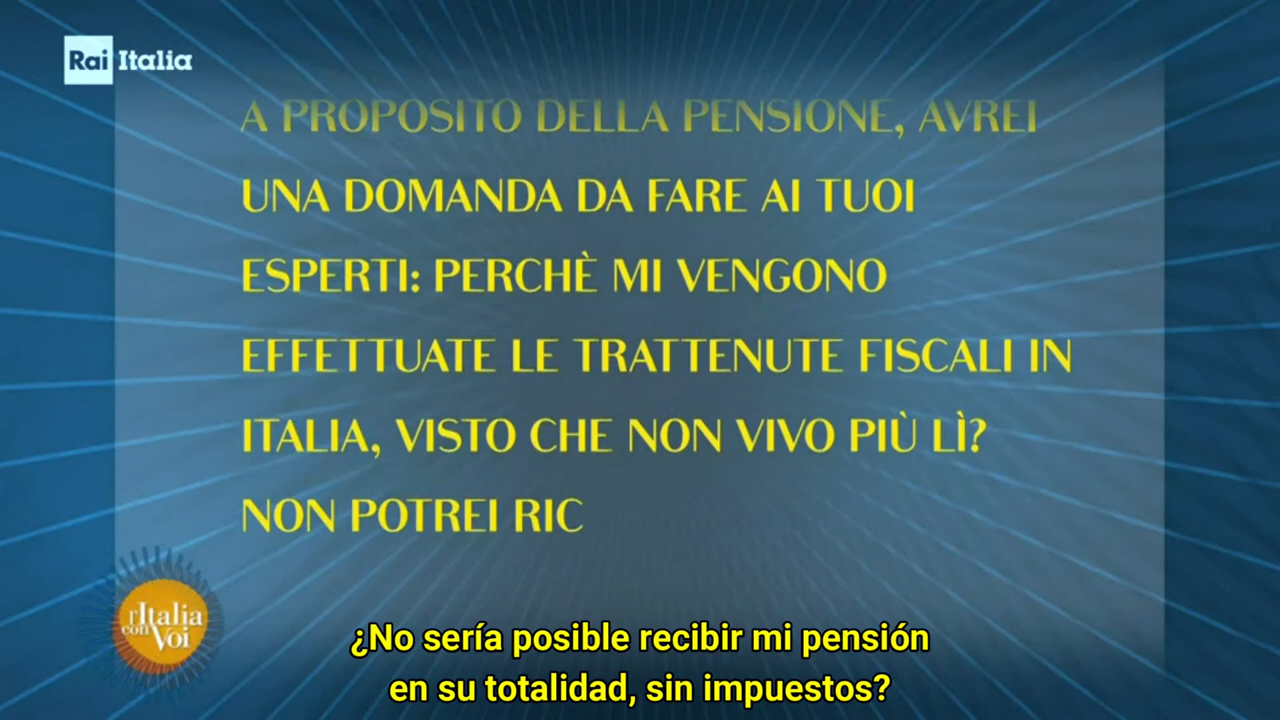 Rai Italia
A PROPOSITO DELLA PENSIONE, AVREI
UNA DOMANDA DA FARE AI TUOI
ESPERTI: PERCHÈ MI VENGONO
EFFETTUATE LE TRATTENUTE FISCALI IN
ITALIA, VISTO CHE NON VIVO PIÙ LÌ?
NON POTREI RIC
l'Italia
con Voi
¿No sería posible recibir mi pensión
en su totalidad, sin impuestos?